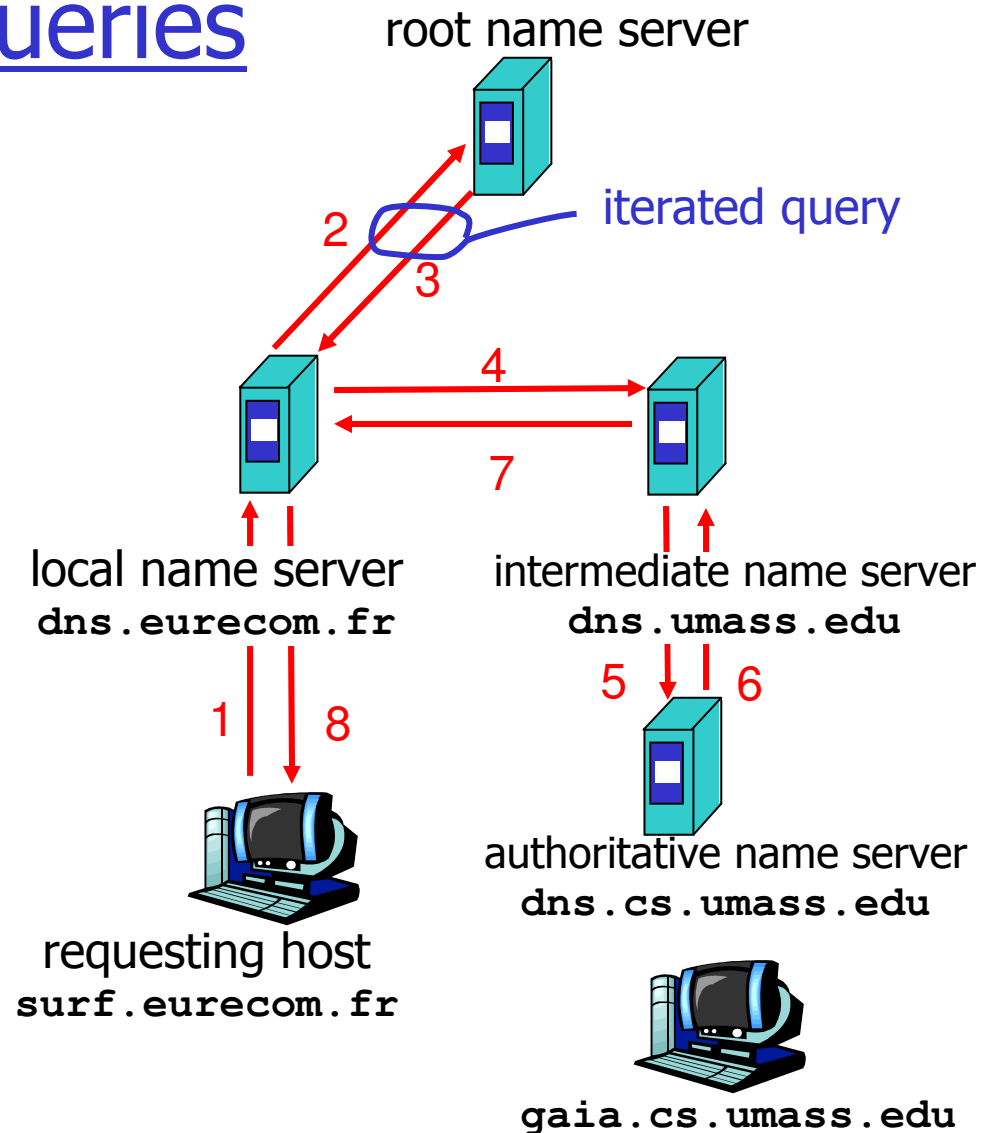 ueries
root name server
iterated query
2
3
4
7
local name server
dns.eurecom.fr
intermediate name server
dns.umass.edu
5
6
1
8
authoritative name server
dns.cs.umass.edu
requesting host
surf.eurecom.fr
gaia.cs.umass.edu